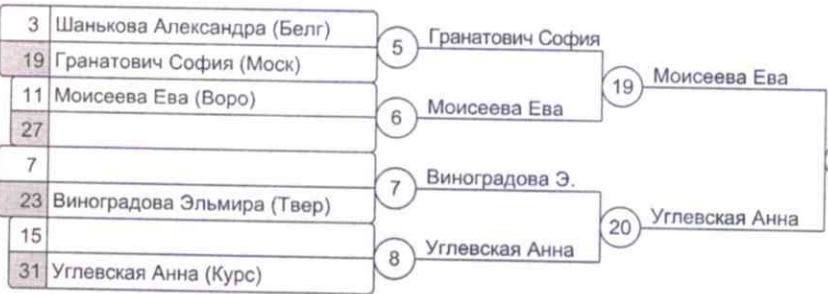 3 Шанькова Александра (Белг)
5 Гранатович София
19 Гранатович София (Моск)
19 Моисеева Ева
11 Моисеева Ева (Воро)
6 Моисеева Ева
27
7
7 Виноградова Э.
23 Виноградова Эльмира (Твер)
20 Углевская Анна
15
8 Углевская Анна
31 Углевская Анна (Курс)